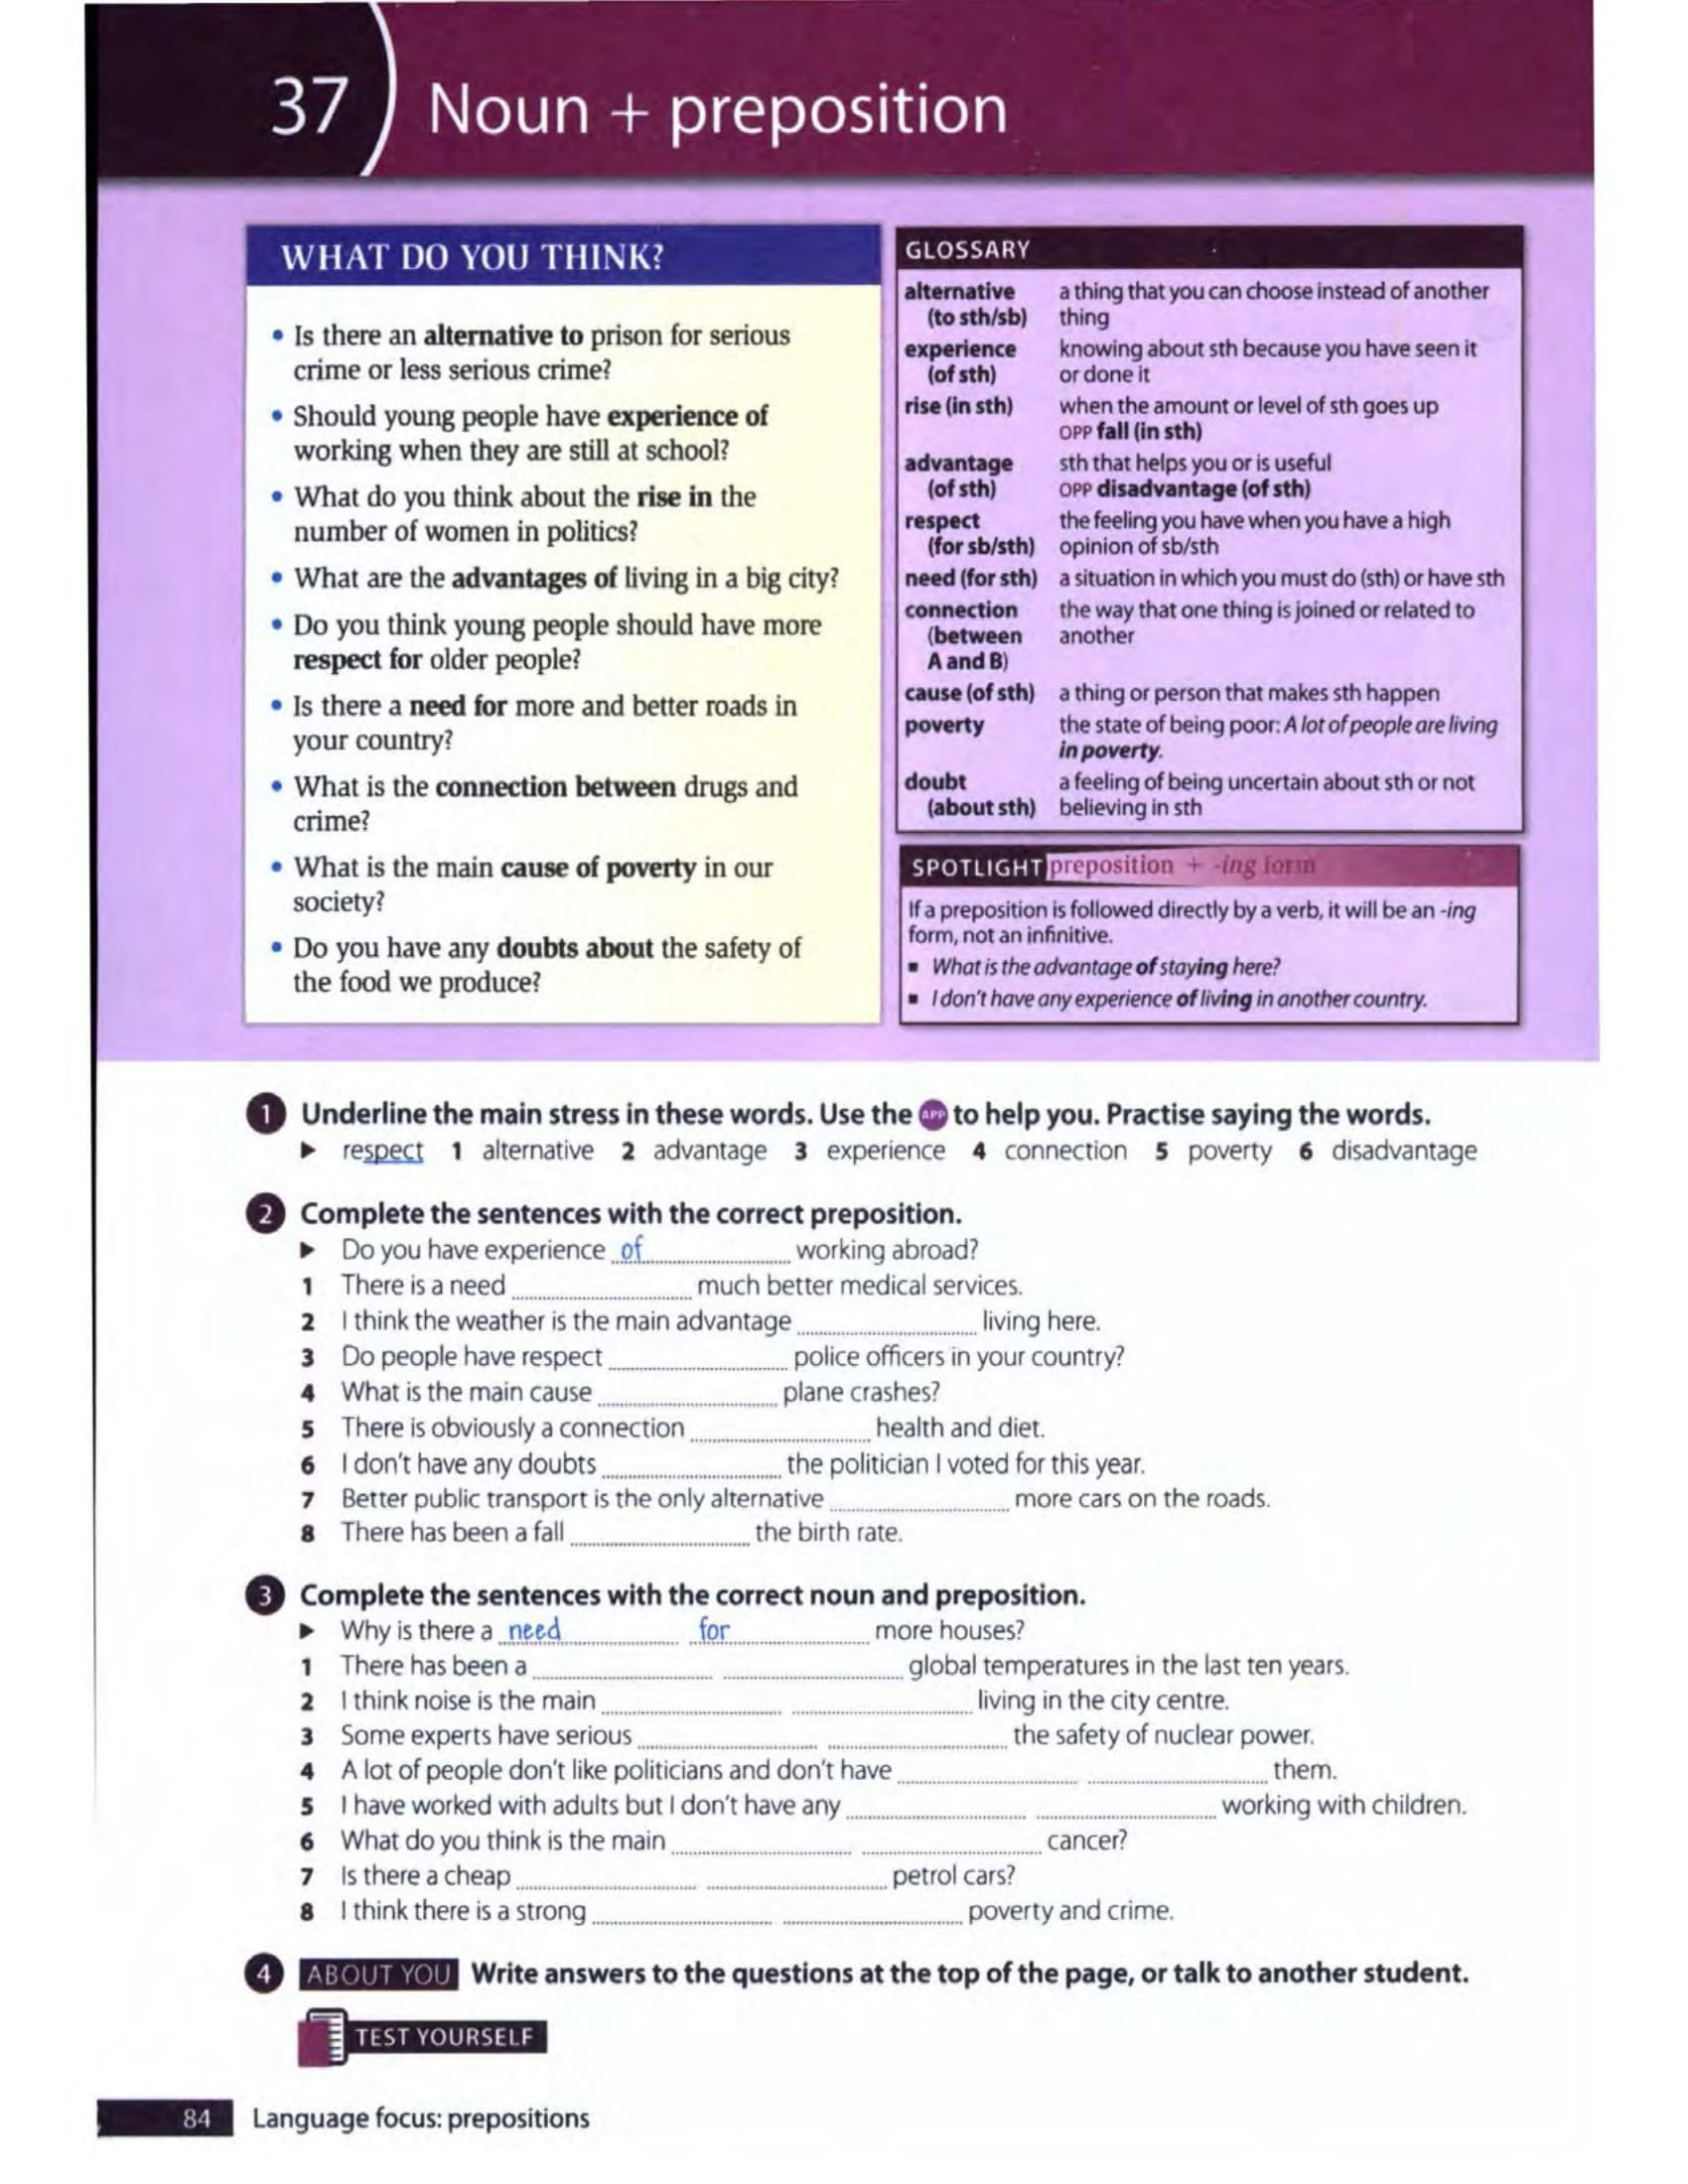 37 Noun + preposition
WHAT DO YOU THINK?
• Is there an alternative to prison for serious
crime or less serious crime?
• Should young people have experience of
working when they are still at school?
• What do you think about the rise in the
number of women in politics?
• What are the advantages of living in a big city?
• Do you think young people should have more
respect for older people?
• Is there a need for more and better roads in
your country?
• What is the connection between drugs and
crime?
• What is the main cause of poverty in our
society?
• Do you have any doubts about the safety of
the food we produce?
GLOSSARY
alternative a thing that you can choose instead of another
(to sth/sb) thing
experience knowing about sth because you have seen it
(of sth) or done it
rise (in sth) when the amount or level of sth goes up
OPP fall (in sth)
advantage sth that helps you or is useful
(of sth) OPP disadvantage (of sth)
respect the feeling you have when you have a high
(for sb/sth) opinion of sb/sth
need (for sth) a situation in which you must do (sth) or have sth
connection the way that one thing is joined or related to
(between another
A and B)
cause (of sth) a thing or person that makes sth happen
poverty the state of being poor: A lot of people are living
in poverty.
doubt a feeling of being uncertain about sth or not
(about sth) believing in sth
SPOTLIGHT preposition + -ing form
If a preposition is followed directly by a verb, it will be an -ing
form, not an infinitive.
▪ What is the advantage of staying here?
▪ I don't have any experience of living in another country.
1 Underline the main stress in these words. Use the APP to help you. Practise saying the words.
▶ respect 1 alternative 2 advantage 3 experience 4 connection 5 poverty 6 disadvantage
2 Complete the sentences with the correct preposition.
▶ Do you have experience of working abroad?
1 There is a need ........ much better medical services.
2 I think the weather is the main advantage ........ living here.
3 Do people have respect ........ police officers in your country?
4 What is the main cause ........ plane crashes?
5 There is obviously a connection ........ health and diet.
6 I don't have any doubts ........ the politician I voted for this year.
7 Better public transport is the only alternative ........ more cars on the roads.
8 There has been a fall ........ the birth rate.
3 Complete the sentences with the correct noun and preposition.
▶ Why is there a need for more houses?
1 There has been a ........ ........ global temperatures in the last ten years.
2 I think noise is the main ........ ........ living in the city centre.
3 Some experts have serious ........ ........ the safety of nuclear power.
4 A lot of people don't like politicians and don't have ........ ........ them.
5 I have worked with adults but I don't have any ........ ........ working with children.
6 What do you think is the main ........ ........ cancer?
7 Is there a cheap ........ ........ petrol cars?
8 I think there is a strong ........ ........ poverty and crime.
4 ABOUT YOU Write answers to the questions at the top of the page, or talk to another student.
TEST YOURSELF
84 Language focus: prepositions